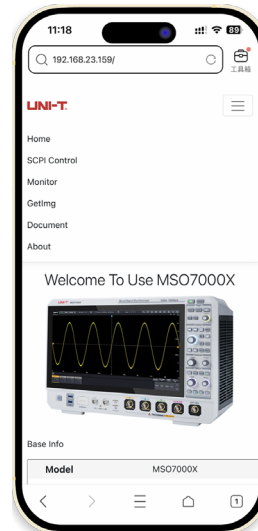 11:18
89
192.168.23.159/
工具箱
UNI-T
Home
SCPI Control
Monitor
GetImg
Document
About
Welcome To Use MSO7000X
UNI-T
Base Info
Model MSO7000X
1